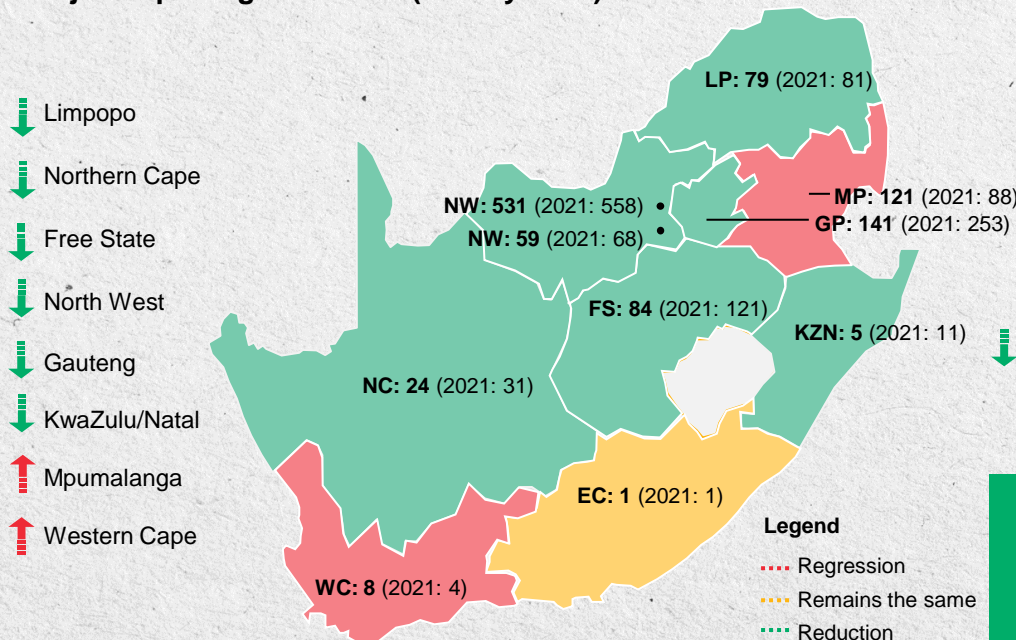 Limpopo
Northern Cape
Free State
North West
Gauteng
KwaZulu/Natal
Mpumalanga
Western Cape
LP: 79 (2021: 81)
MP: 121 (2021: 88)
GP: 141 (2021: 253)
NW: 531 (2021: 558)
NW: 59 (2021: 68)
FS: 84 (2021: 121)
KZN: 5 (2021: 11)
NC: 24 (2021: 31)
EC: 1 (2021: 1)
WC: 8 (2021: 4)
Legend
Regression
Remains the same
Reduction